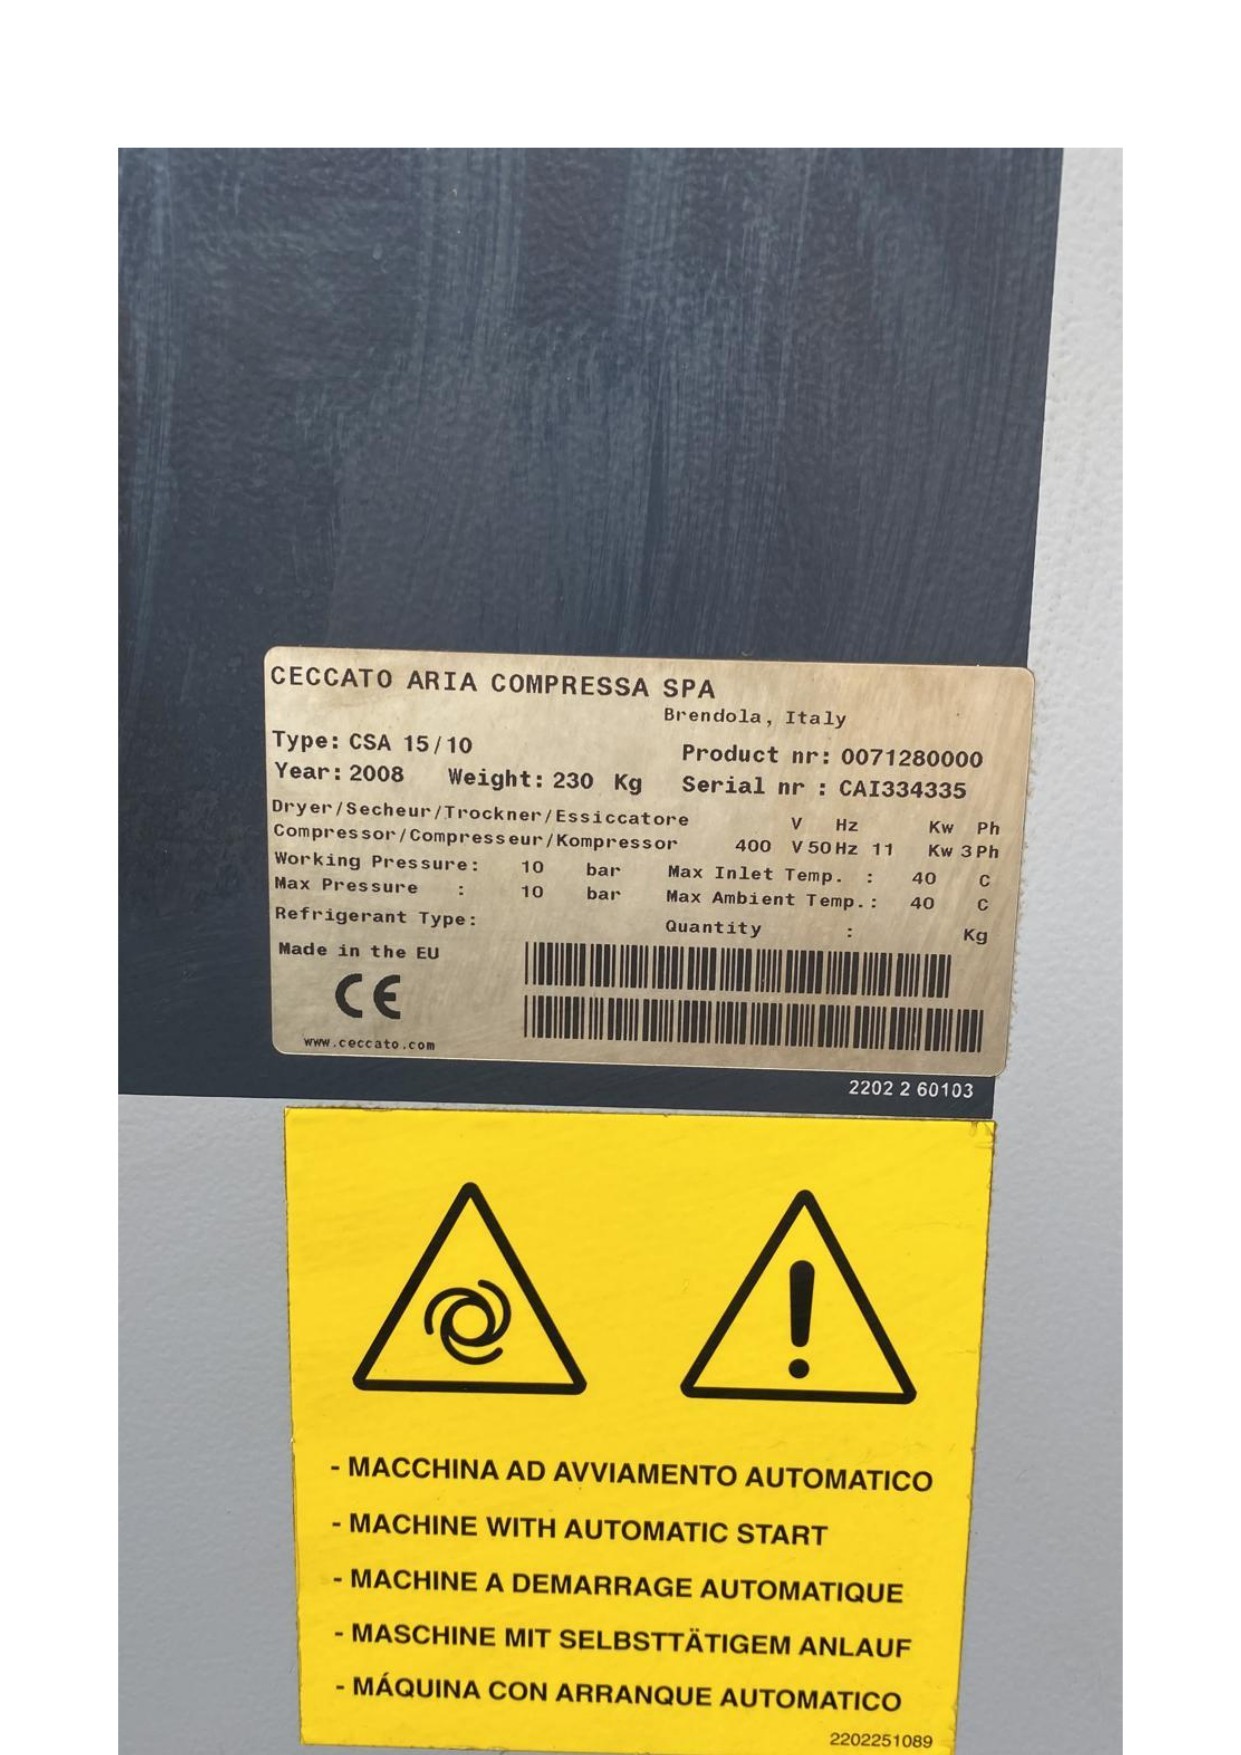 CECCATO ARIA COMPRESSA SPA
Brendola, Italy
Type: CSA 15/10 Product nr: 0071280000
Year: 2008 Weight: 230 Kg Serial nr : CAI334335
Dryer/Secheur/Trockner/Essiccatore V Hz Kw Ph
Compressor/Compresseur/Kompressor 400 V 50 Hz 11 Kw 3 Ph
Working Pressure: 10 bar Max Inlet Temp. : 40 C
Max Pressure : 10 bar Max Ambient Temp.: 40 C
Refrigerant Type: Quantity : Kg
Made in the EU
CE
www.ceccato.com
2202 2 60103
- MACCHINA AD AVVIAMENTO AUTOMATICO
- MACHINE WITH AUTOMATIC START
- MACHINE A DEMARRAGE AUTOMATIQUE
- MASCHINE MIT SELBSTTÄTIGEM ANLAUF
- MÁQUINA CON ARRANQUE AUTOMATICO
2202251089